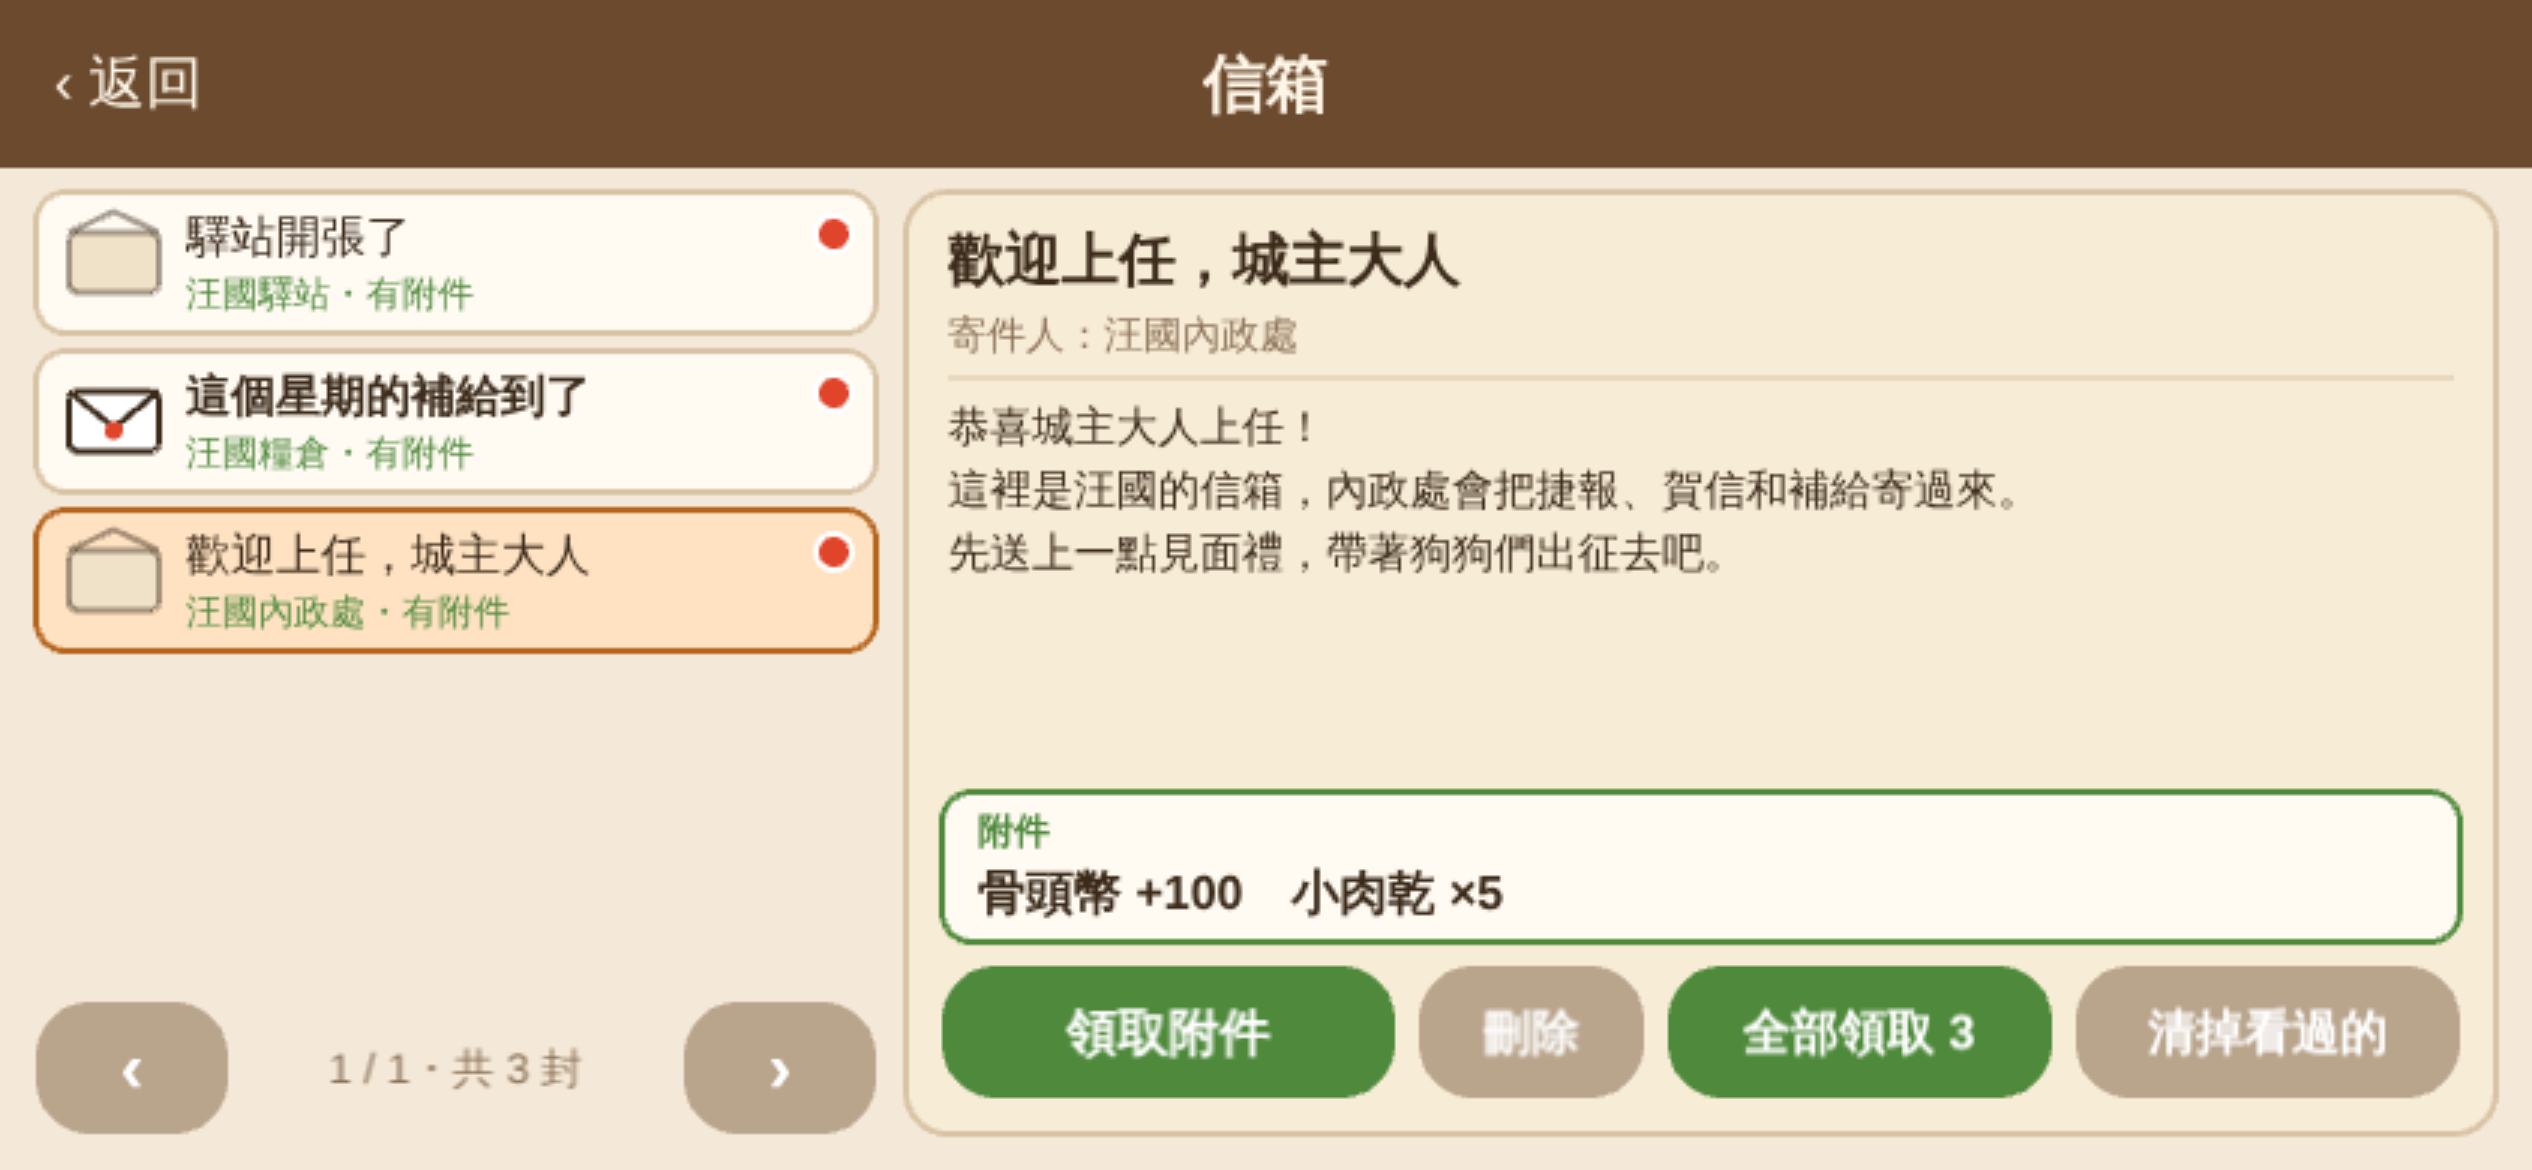 ‹ 返回
信箱
驛站開張了
汪國驛站・有附件
這個星期的補給到了
汪國糧倉・有附件
歡迎上任，城主大人
汪國內政處・有附件
‹
1 / 1・共 3 封
›
歡迎上任，城主大人
寄件人：汪國內政處
恭喜城主大人上任！
這裡是汪國的信箱，內政處會把捷報、賀信和補給寄過來。
先送上一點見面禮，帶著狗狗們出征去吧。
附件
骨頭幣 +100　小肉乾 ×5
領取附件
刪除
全部領取 3
清掉看過的